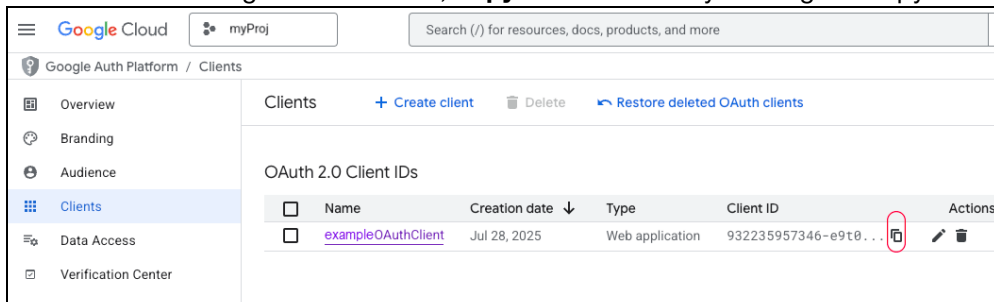 Google Cloud myProj Search (/) for resources, docs, products, and more
Google Auth Platform / Clients
Overview Clients + Create client Delete Restore deleted OAuth clients
Branding
Audience OAuth 2.0 Client IDs
Clients Name Creation date Type Client ID Actions
Data Access exampleOAuthClient Jul 28, 2025 Web application 932235957346-e9t0...
Verification Center